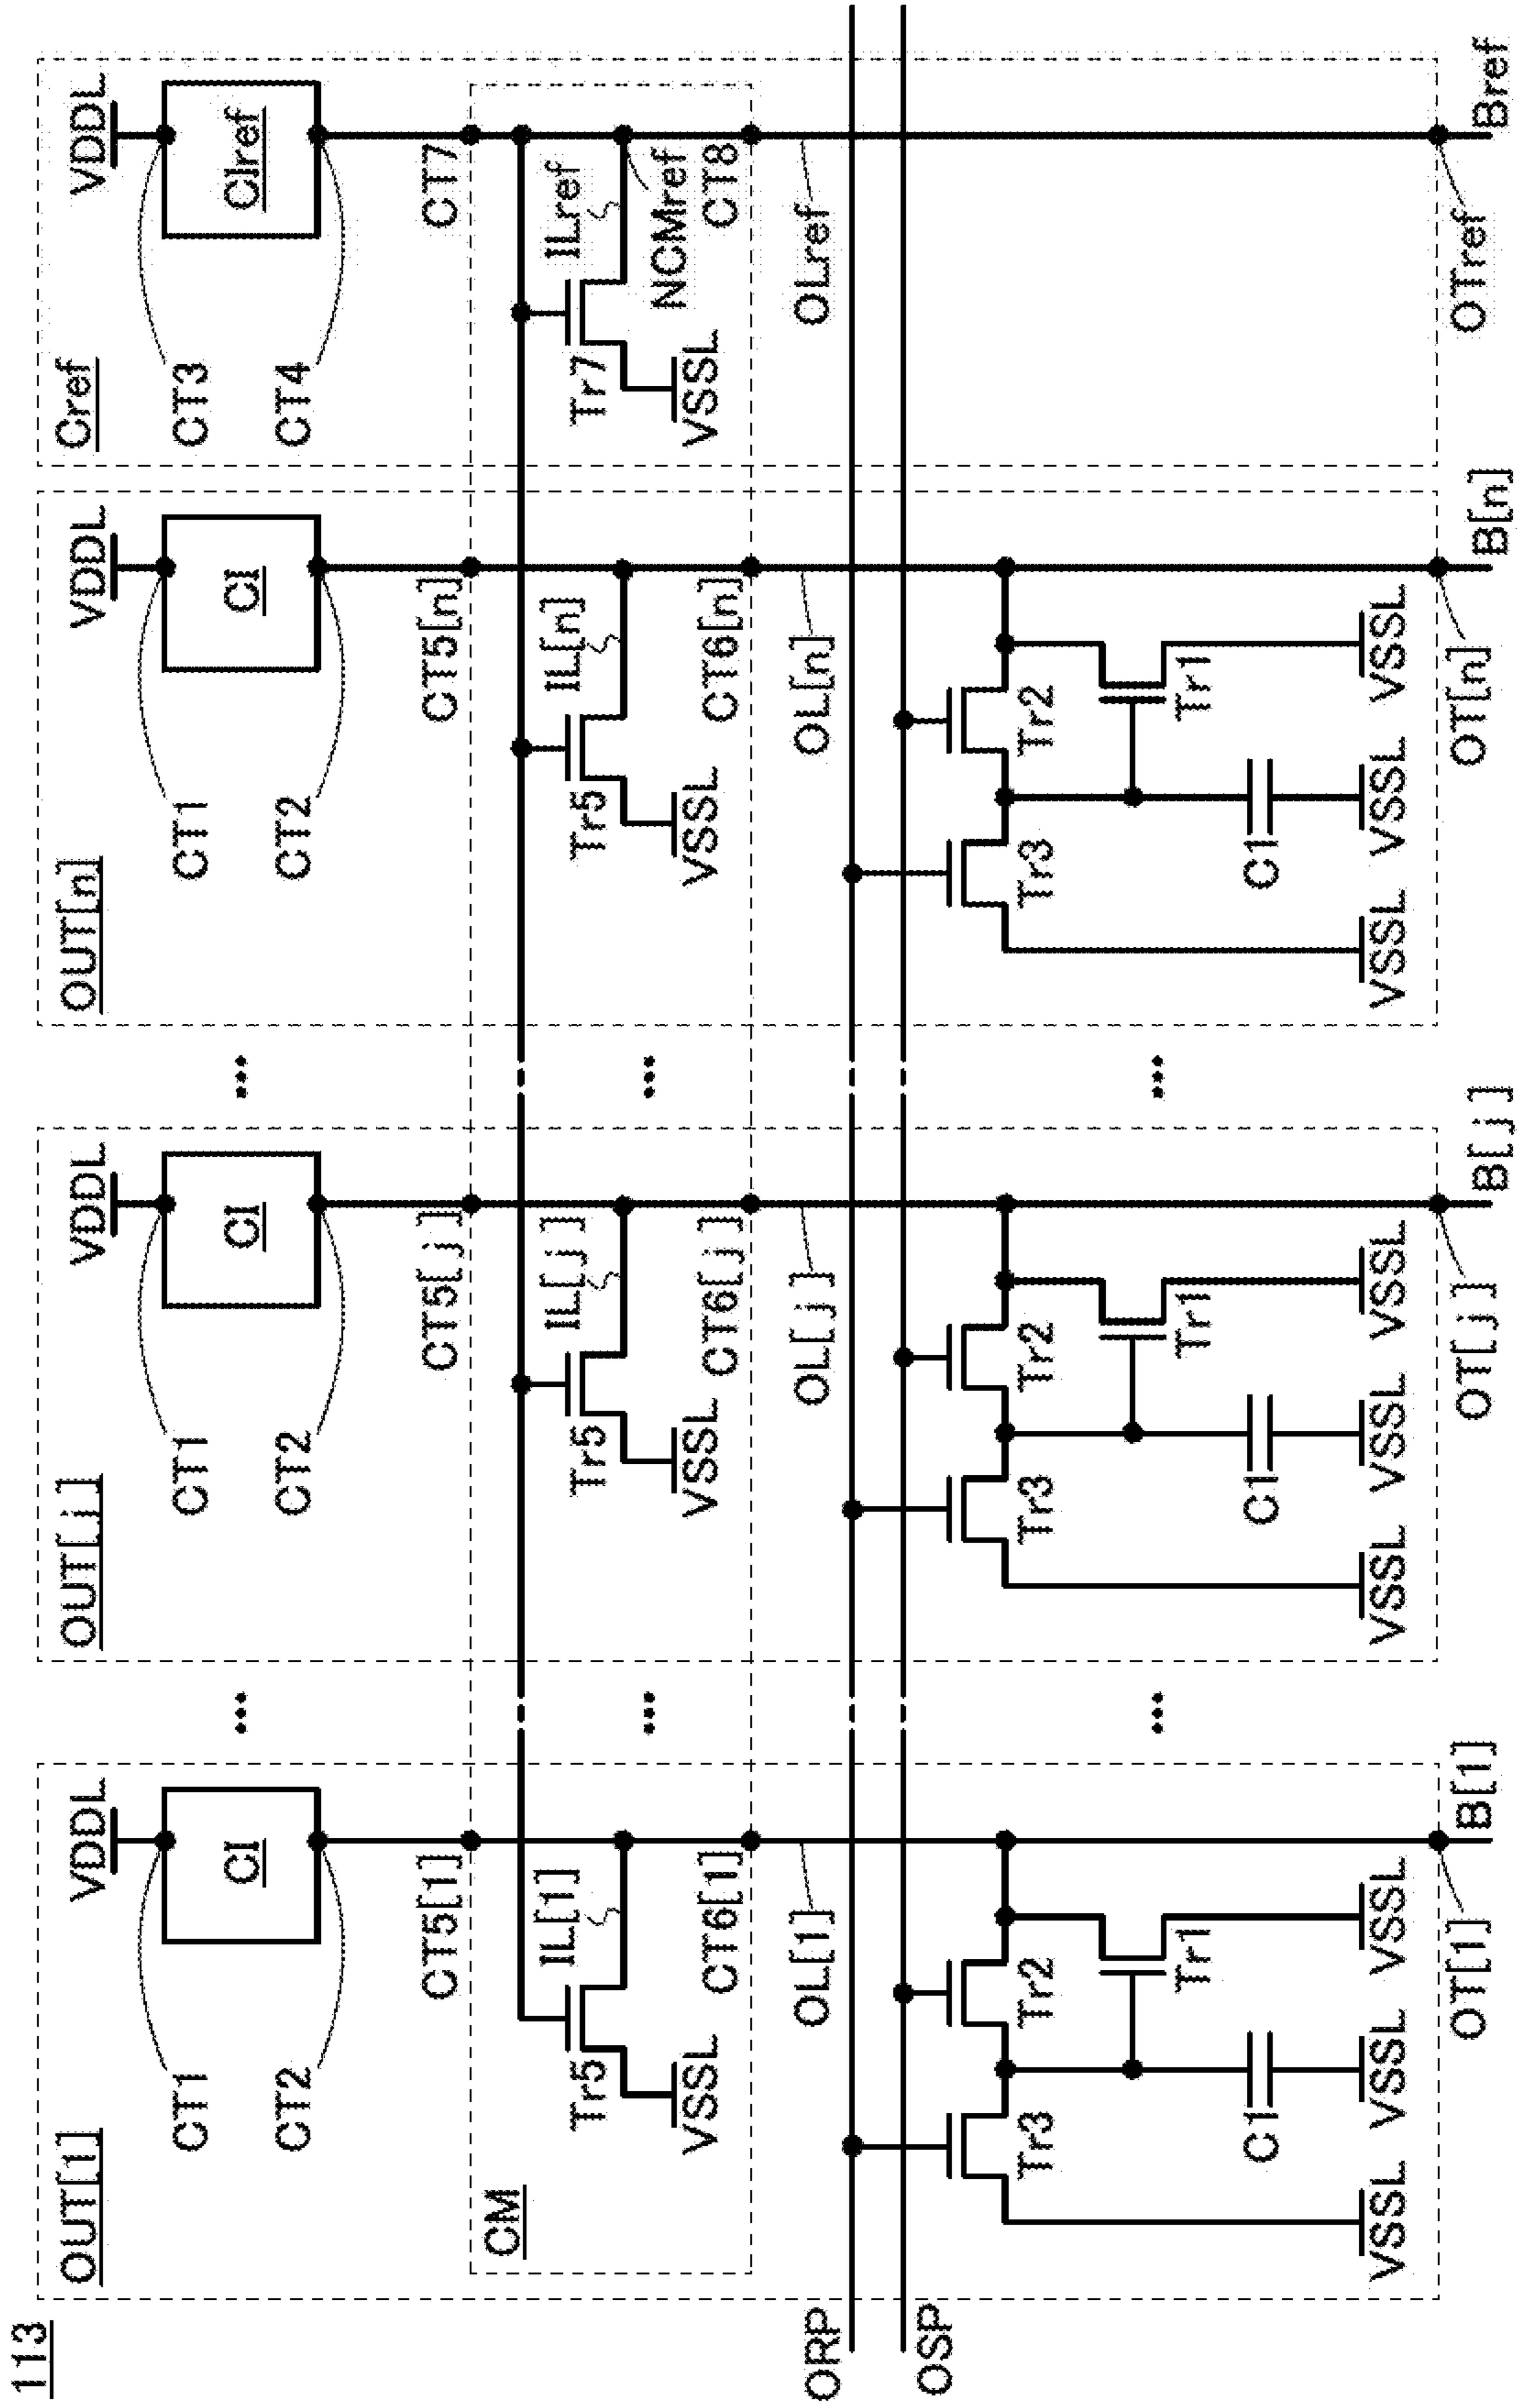 113
OUT[1]
VDDL
CI
CT1
CT2
CT5[1]
IL[1]
Tr5
VSSL
CT6[1]
CM
OL[1]
ORP
OSP
Tr3
Tr2
Tr1
C1
VSSL
VSSL
VSSL
OT[1]
B[1]
...
...
...
OUT[j]
VDDL
CI
CT1
CT2
CT5[j]
IL[j]
Tr5
VSSL
CT6[j]
OL[j]
Tr3
Tr2
Tr1
C1
VSSL
VSSL
VSSL
OT[j]
B[j]
...
...
...
OUT[n]
VDDL
CI
CT1
CT2
CT5[n]
IL[n]
Tr5
VSSL
CT6[n]
OL[n]
Tr3
Tr2
Tr1
C1
VSSL
VSSL
VSSL
OT[n]
B[n]
Cref
VDDL
CIref
CT3
CT4
CT7
ILref
Tr7
NCMref
VSSL
CT8
OLref
OTref
Bref